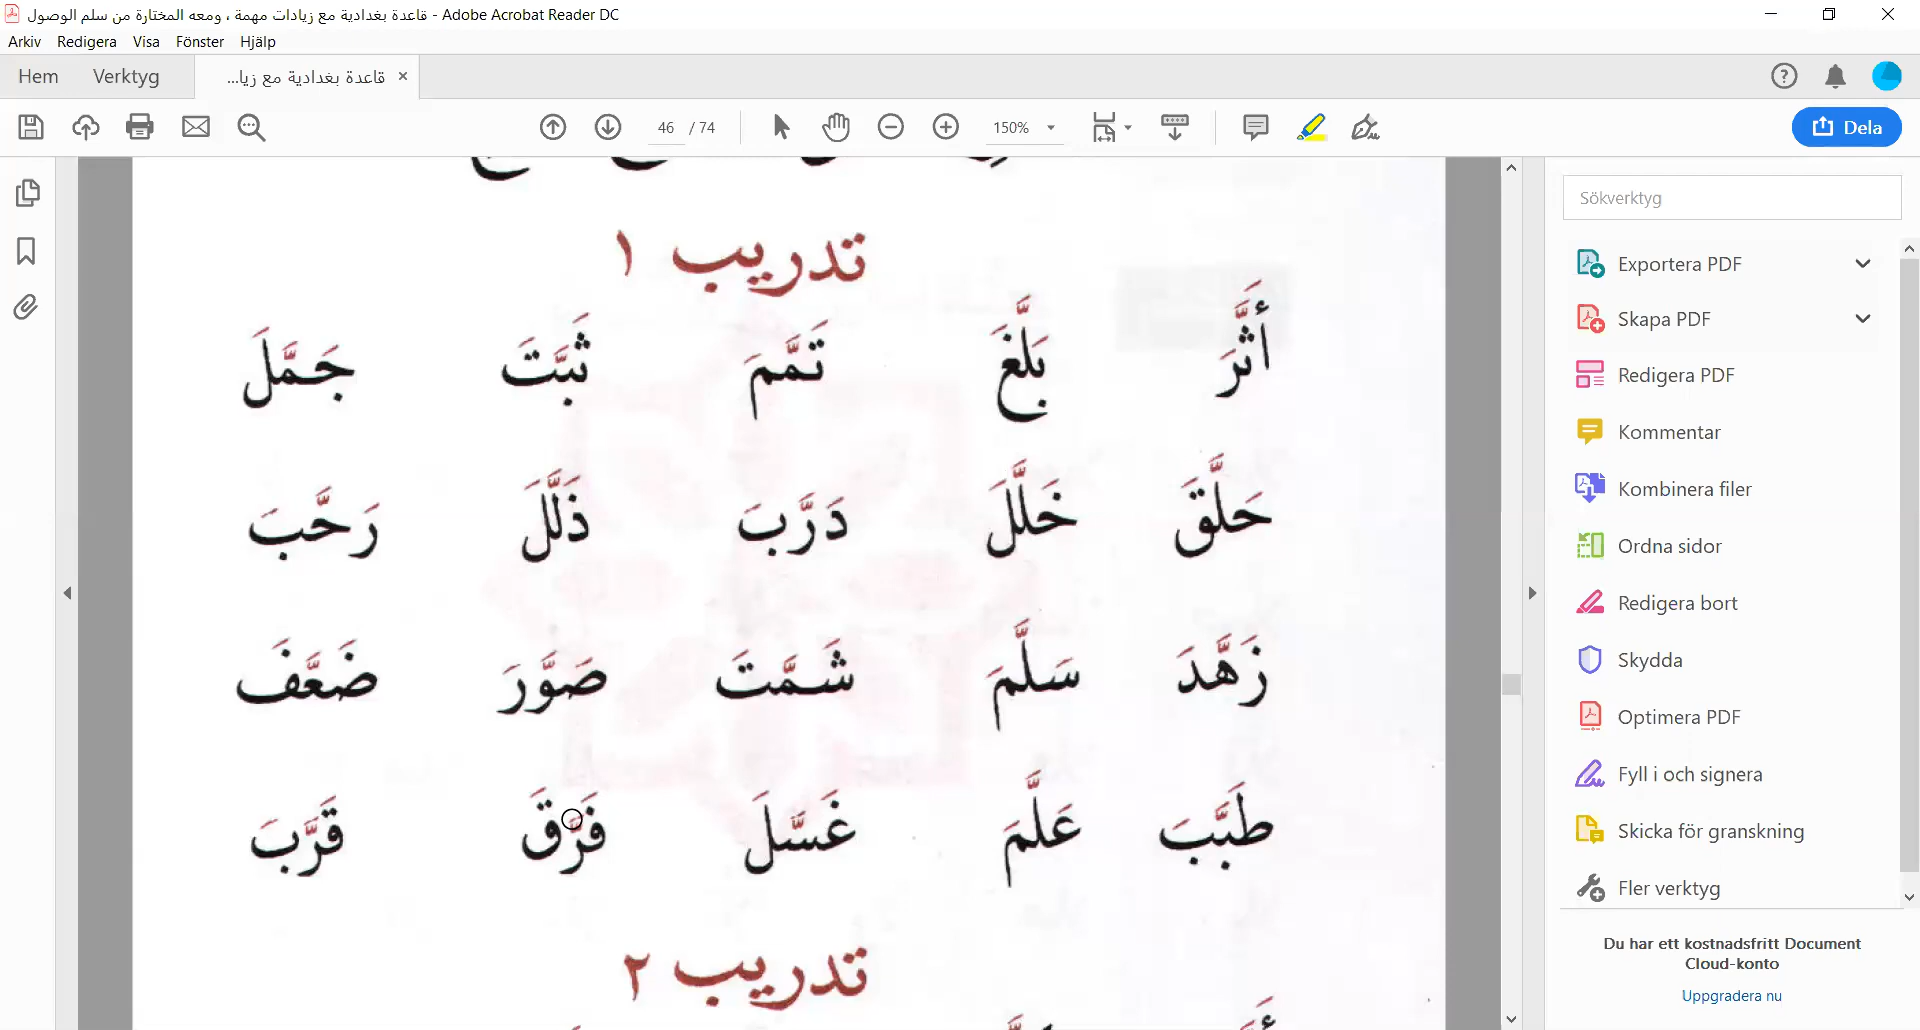 قاعدة بغدادية مع زيادات مهمة ، ومعه المختارة من سلم الوصول - Adobe Acrobat Reader DC
Arkiv Redigera Visa Fönster Hjälp
Hem Verktyg قاعدة بغدادية مع زيا... ×
46 / 74 150% Dela
Sökverktyg
تدريب ١
أَثَّرَ بَلَّغَ تَمَّمَ ثَبَّتَ جَمَّلَ
حَلَّقَ خَلَّلَ دَرَّبَ ذَلَّلَ رَحَّبَ
زَهَّدَ سَلَّمَ شَمَّتَ صَوَّرَ ضَعَّفَ
طَبَّبَ عَلَّمَ غَسَّلَ فَرَّقَ قَرَّبَ
تدريب ٢
Exportera PDF
Skapa PDF
Redigera PDF
Kommentar
Kombinera filer
Ordna sidor
Redigera bort
Skydda
Optimera PDF
Fyll i och signera
Skicka för granskning
Fler verktyg
Du har ett kostnadsfritt Document
Cloud-konto
Uppgradera nu